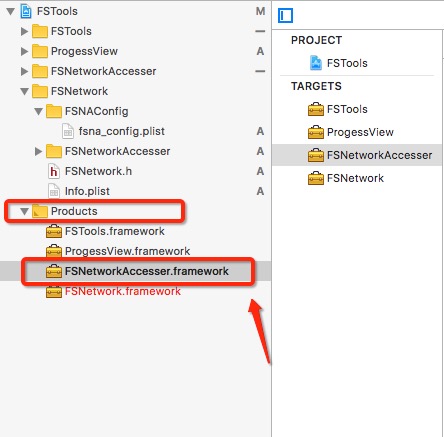 FSTools M
FSTools
ProgessView A
FSNetworkAccesser
FSNetwork
FSNAConfig
fsna_config.plist A
FSNetworkAccesser A
h FSNetwork.h A
Info.plist A
Products
FSTools.framework
ProgessView.framework
FSNetworkAccesser.framework
FSNetwork.framework
PROJECT
FSTools
TARGETS
FSTools
ProgessView
FSNetworkAccesser
FSNetwork